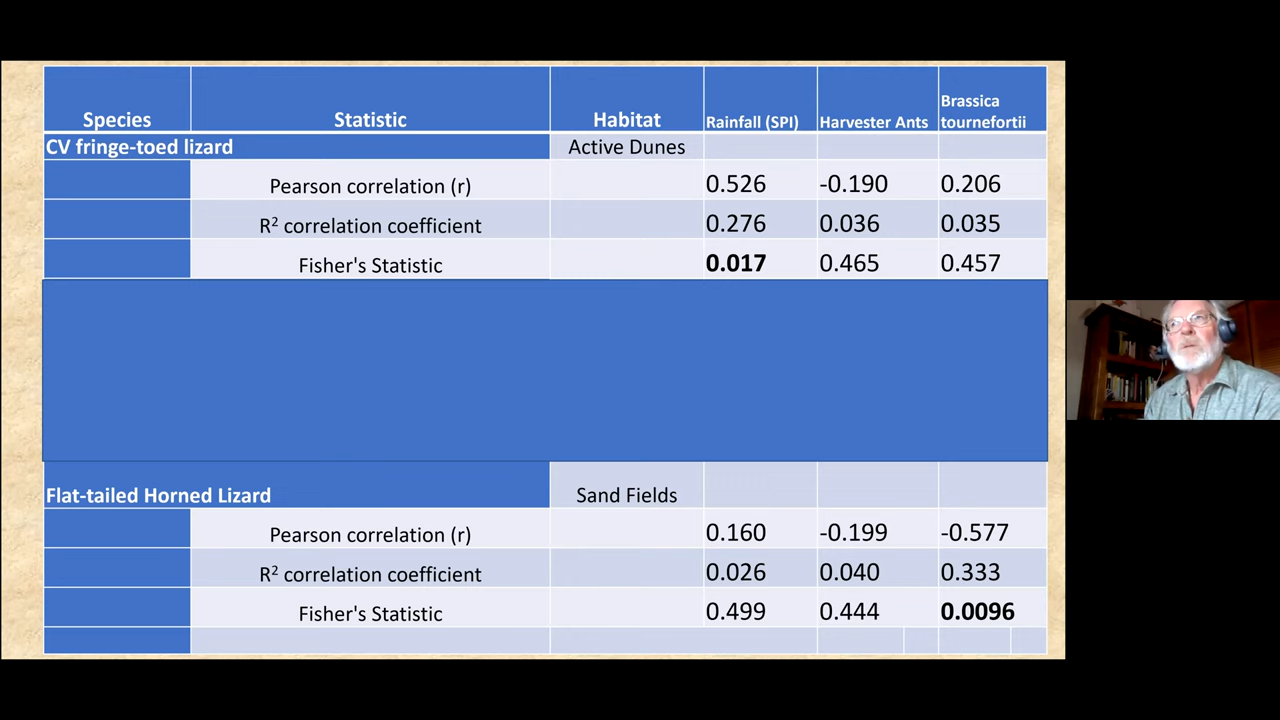 Species Statistic Habitat Rainfall (SPI) Harvester Ants Brassica tournefortii
CV fringe-toed lizard Active Dunes
Pearson correlation (r) 0.526 -0.190 0.206
R² correlation coefficient 0.276 0.036 0.035
Fisher's Statistic 0.017 0.465 0.457
Flat-tailed Horned Lizard Sand Fields
Pearson correlation (r) 0.160 -0.199 -0.577
R² correlation coefficient 0.026 0.040 0.333
Fisher's Statistic 0.499 0.444 0.0096